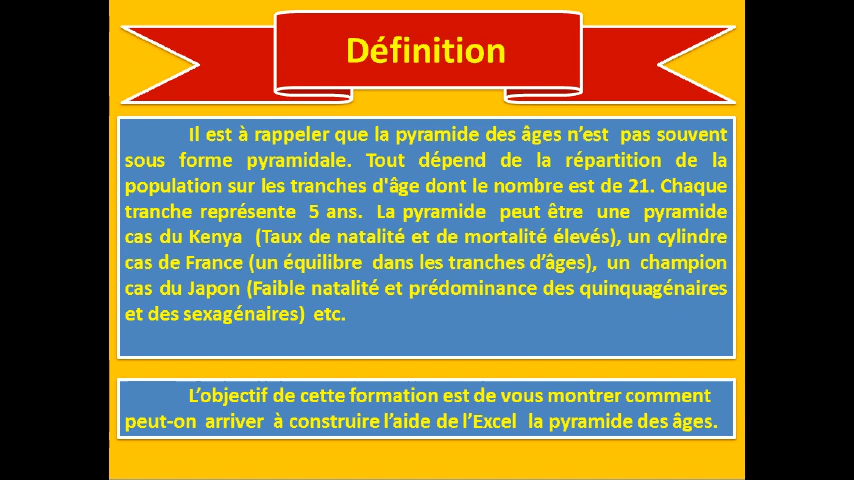 Définition
Il est à rappeler que la pyramide des âges n’est pas souvent
sous forme pyramidale. Tout dépend de la répartition de la
population sur les tranches d'âge dont le nombre est de 21. Chaque
tranche représente 5 ans. La pyramide peut être une pyramide
cas du Kenya (Taux de natalité et de mortalité élevés), un cylindre
cas de France (un équilibre dans les tranches d’âges), un champion
cas du Japon (Faible natalité et prédominance des quinquagénaires
et des sexagénaires) etc.
L’objectif de cette formation est de vous montrer comment
peut-on arriver à construire l’aide de l’Excel la pyramide des âges.